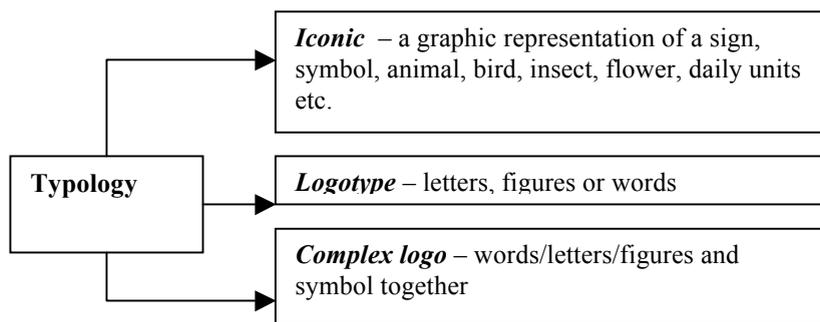 Typology
Iconic – a graphic representation of a sign,
symbol, animal, bird, insect, flower, daily units
etc.
Logotype – letters, figures or words
Complex logo – words/letters/figures and
symbol together